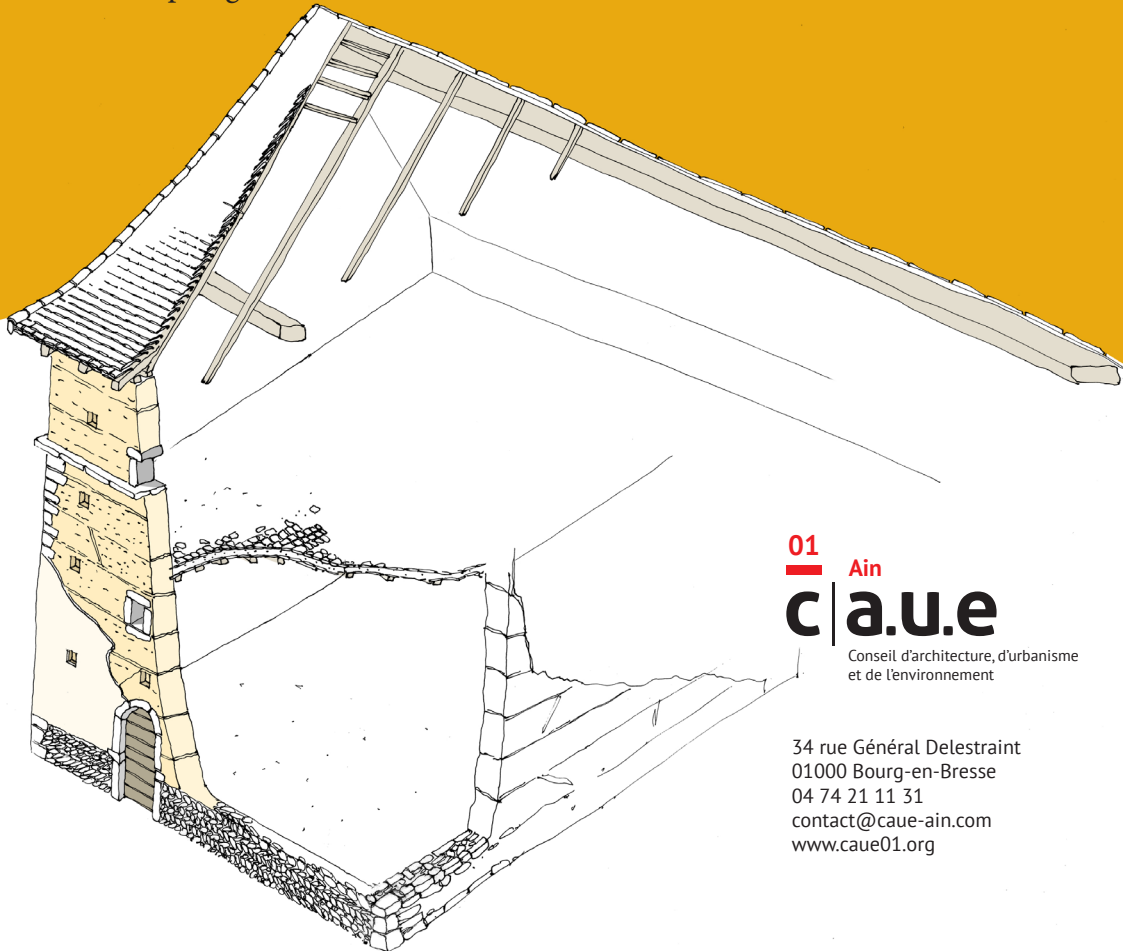 01
Ain
c|a.u.e
Conseil d'architecture, d'urbanisme
et de l'environnement
34 rue Général Delestraint
01000 Bourg-en-Bresse
04 74 21 11 31
contact@caue-ain.com
www.caue01.org